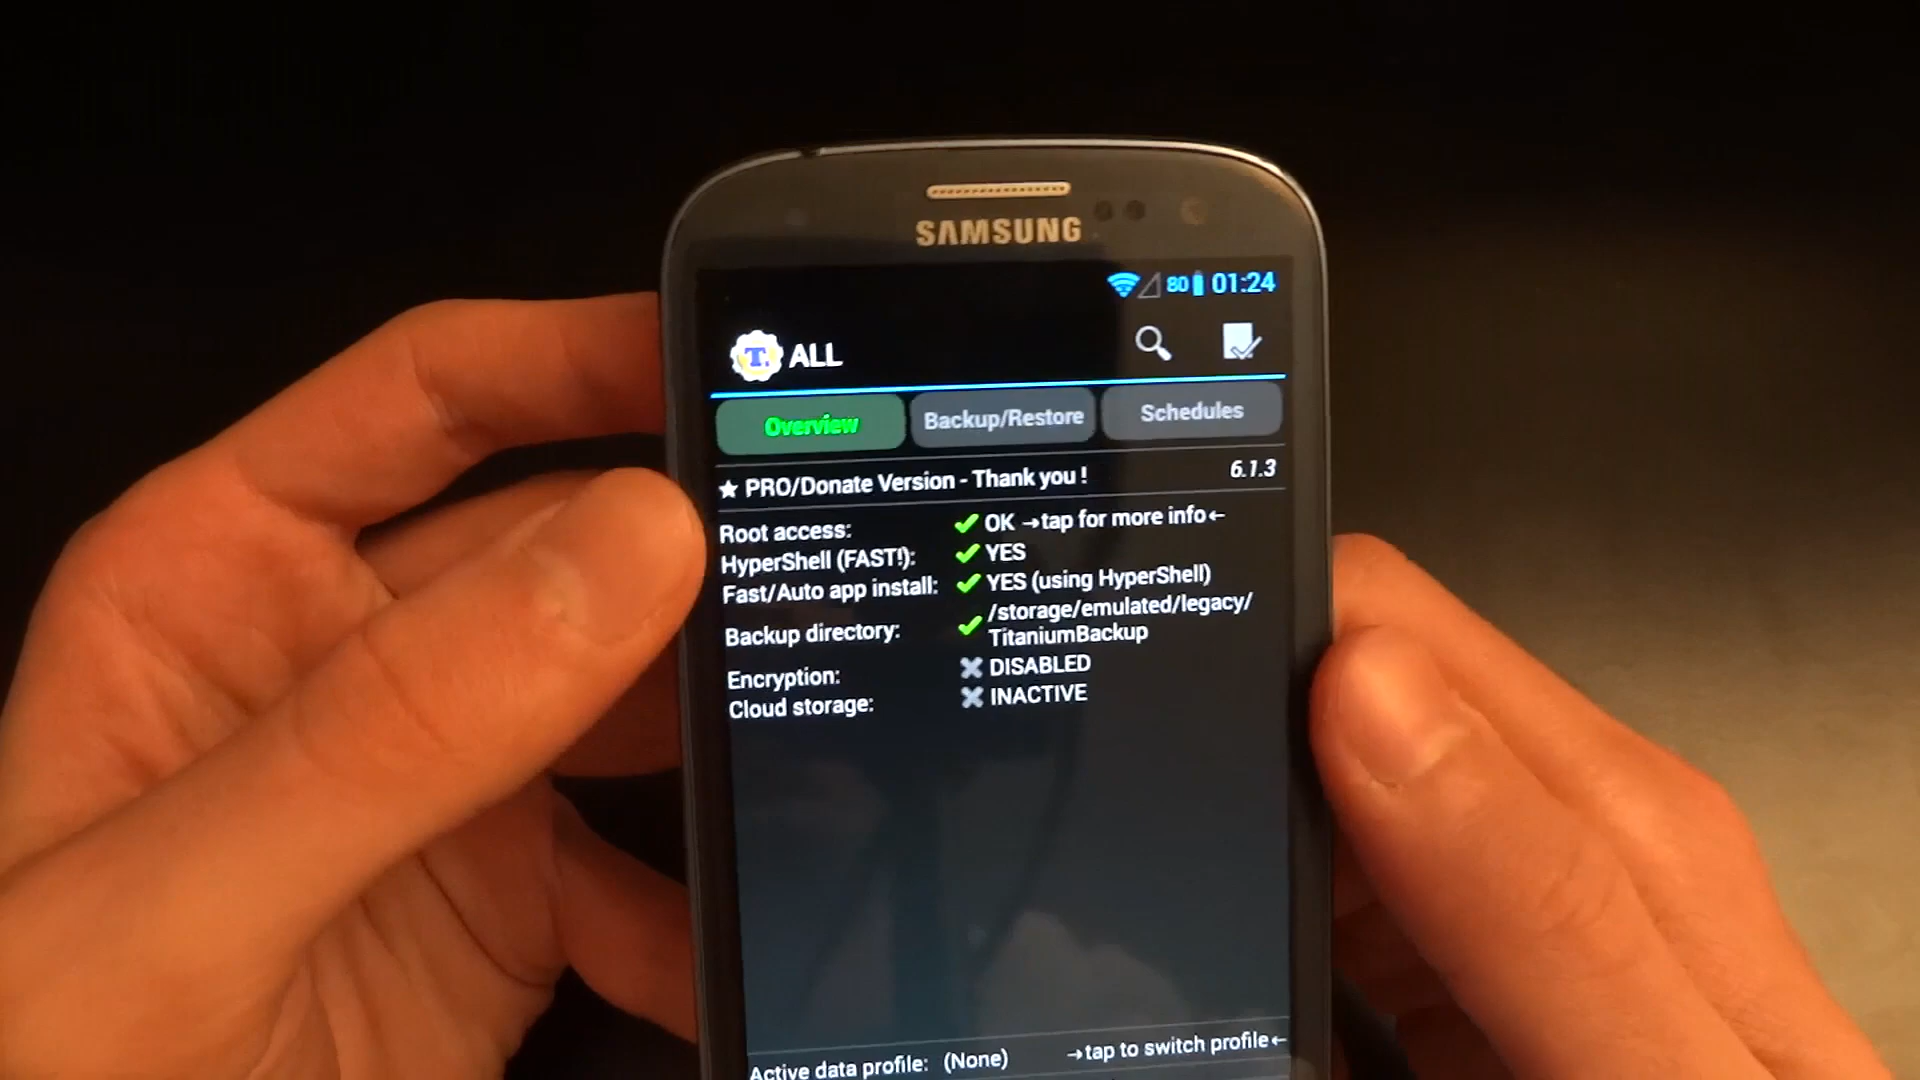 SAMSUNG
80 01:24
T. ALL
Overview Backup/Restore Schedules
★ PRO/Donate Version - Thank you ! 6.1.3
Root access: ✔ OK →tap for more info←
HyperShell (FAST!): ✔ YES
Fast/Auto app install: ✔ YES (using HyperShell)
Backup directory: ✔ /storage/emulated/legacy/
TitaniumBackup
Encryption: ✖ DISABLED
Cloud storage: ✖ INACTIVE
Active data profile: (None) →tap to switch profile←